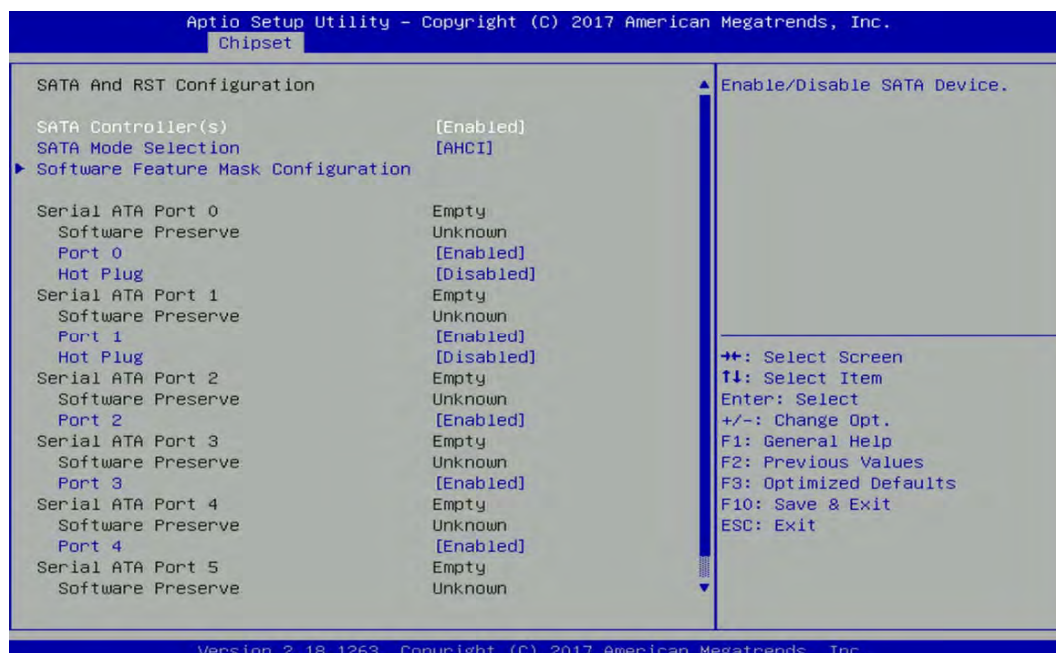 Aptio Setup Utility – Copyright (C) 2017 American Megatrends, Inc.
Chipset
SATA And RST Configuration
SATA Controller(s) [Enabled]
SATA Mode Selection [AHCI]
Software Feature Mask Configuration
Serial ATA Port 0 Empty
Software Preserve Unknown
Port 0 [Enabled]
Hot Plug [Disabled]
Serial ATA Port 1 Empty
Software Preserve Unknown
Port 1 [Enabled]
Hot Plug [Disabled]
Serial ATA Port 2 Empty
Software Preserve Unknown
Port 2 [Enabled]
Serial ATA Port 3 Empty
Software Preserve Unknown
Port 3 [Enabled]
Serial ATA Port 4 Empty
Software Preserve Unknown
Port 4 [Enabled]
Serial ATA Port 5 Empty
Software Preserve Unknown
Enable/Disable SATA Device.
→←: Select Screen
↑↓: Select Item
Enter: Select
+/-: Change Opt.
F1: General Help
F2: Previous Values
F3: Optimized Defaults
F10: Save & Exit
ESC: Exit
Version 2.18.1263. Copyright (C) 2017 American Megatrends, Inc.